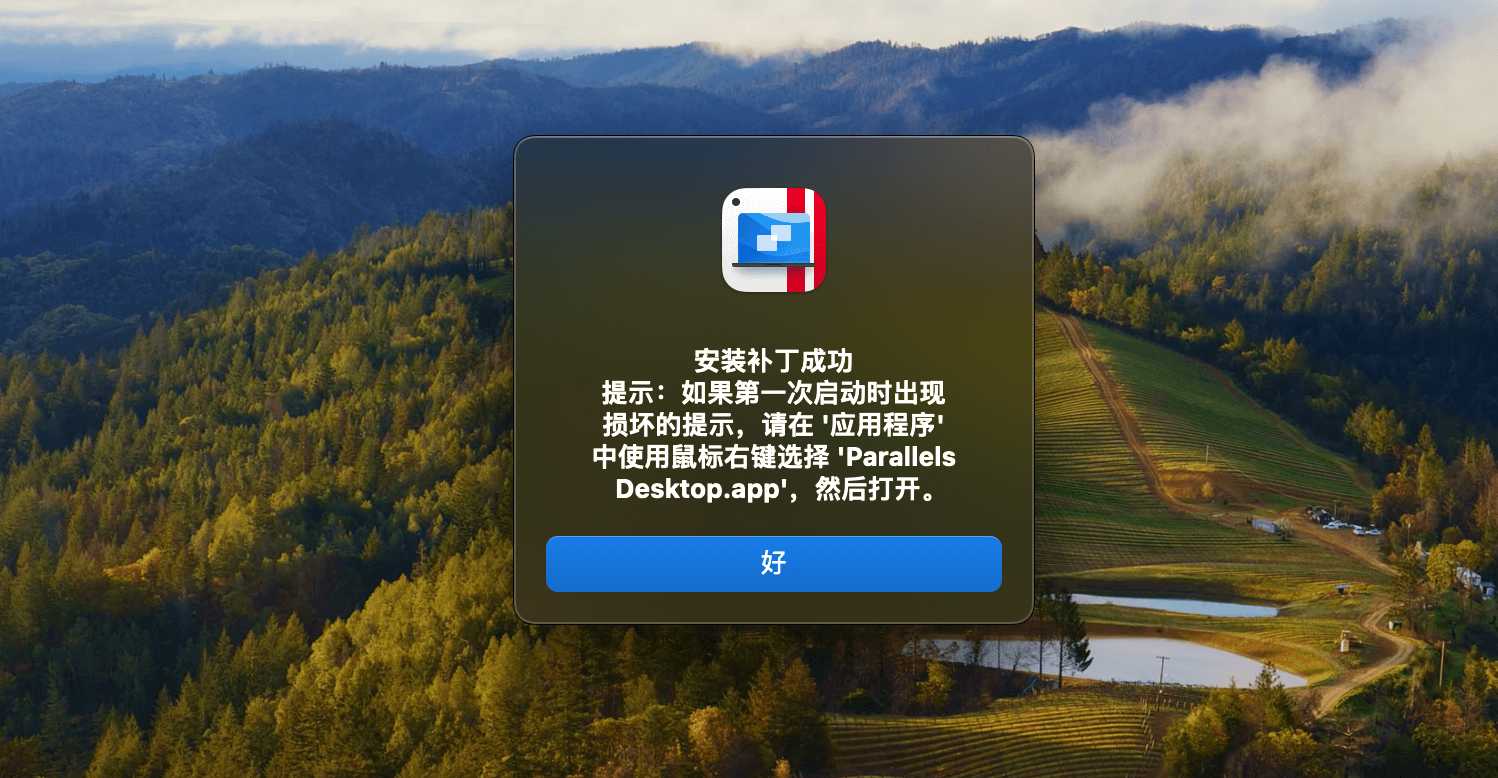 安装补丁成功
提示：如果第一次启动时出现
损坏的提示，请在 '应用程序'
中使用鼠标右键选择 'Parallels
Desktop.app'，然后打开。
好